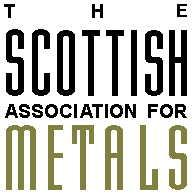 THE
SCOTTISH
ASSOCIATION FOR
METALS